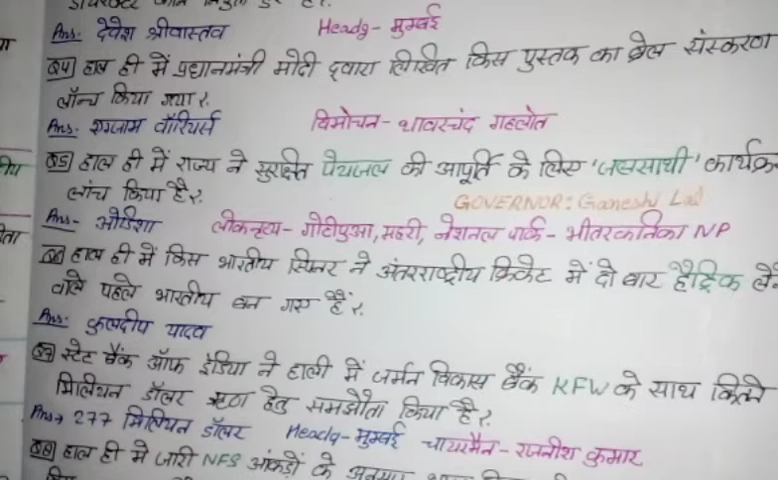 Ans:- देवेश श्रीवास्तव Headq- मुम्बई
Q4) हाल ही में प्रधानमंत्री मोदी द्वारा लिखित किस पुस्तक का ब्रेल संस्करण
लॉन्च किया गया?
Ans:- एग्जाम वॉरियर्स विमोचन- थावरचंद गहलोत
Q5) हाल ही में राज्य ने सुरक्षित पेयजल की आपूर्ति के लिए 'जलसाथी' कार्यक्र
लांच किया है?
GOVERNOR: Ganeshi Lal
Ans- ओडिशा लोकनृत्य- गोटीपुआ, महरी, नेशनल पार्क- भीतरकनिका NP
हाल ही में किस भारतीय स्पिनर ने अंतरराष्ट्रीय क्रिकेट में दो बार हैट्रिक लेने
वाले पहले भारतीय बन गए हैं?
Ans:- कुलदीप यादव
Q7) स्टेट बैंक ऑफ इंडिया ने हाली में जर्मन विकास बैंक KFW के साथ कितने
मिलियन डॉलर ऋण हेतु समझौता किया है?
Ans→ 277 मिलियन डॉलर Headq- मुम्बई चायरमैन- रजनीश कुमार
Q8) हाल ही में जारी NFS आंकड़ों के अनुसार